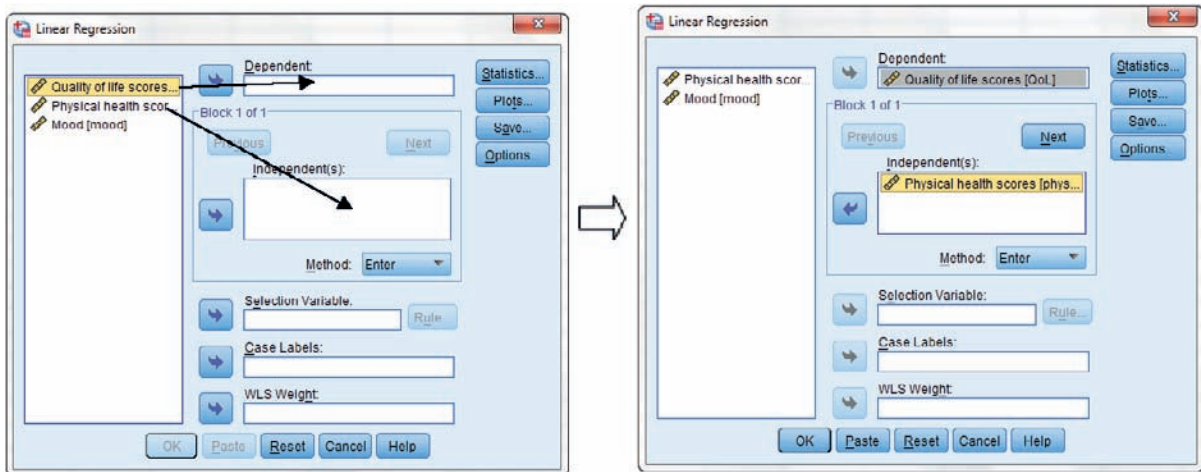 Linear Regression
Quality of life scores...
Physical health scor...
Mood [mood]
Dependent:
Block 1 of 1
Previous
Next
Independent(s):
Method: Enter
Selection Variable:
Rule...
Case Labels:
WLS Weight:
Statistics...
Plots...
Save...
Options...
OK
Paste
Reset
Cancel
Help
Linear Regression
Physical health scor...
Mood [mood]
Dependent:
Quality of life scores [QoL]
Block 1 of 1
Previous
Next
Independent(s):
Physical health scores [phys...
Method: Enter
Selection Variable:
Rule...
Case Labels:
WLS Weight:
Statistics...
Plots...
Save...
Options...
OK
Paste
Reset
Cancel
Help